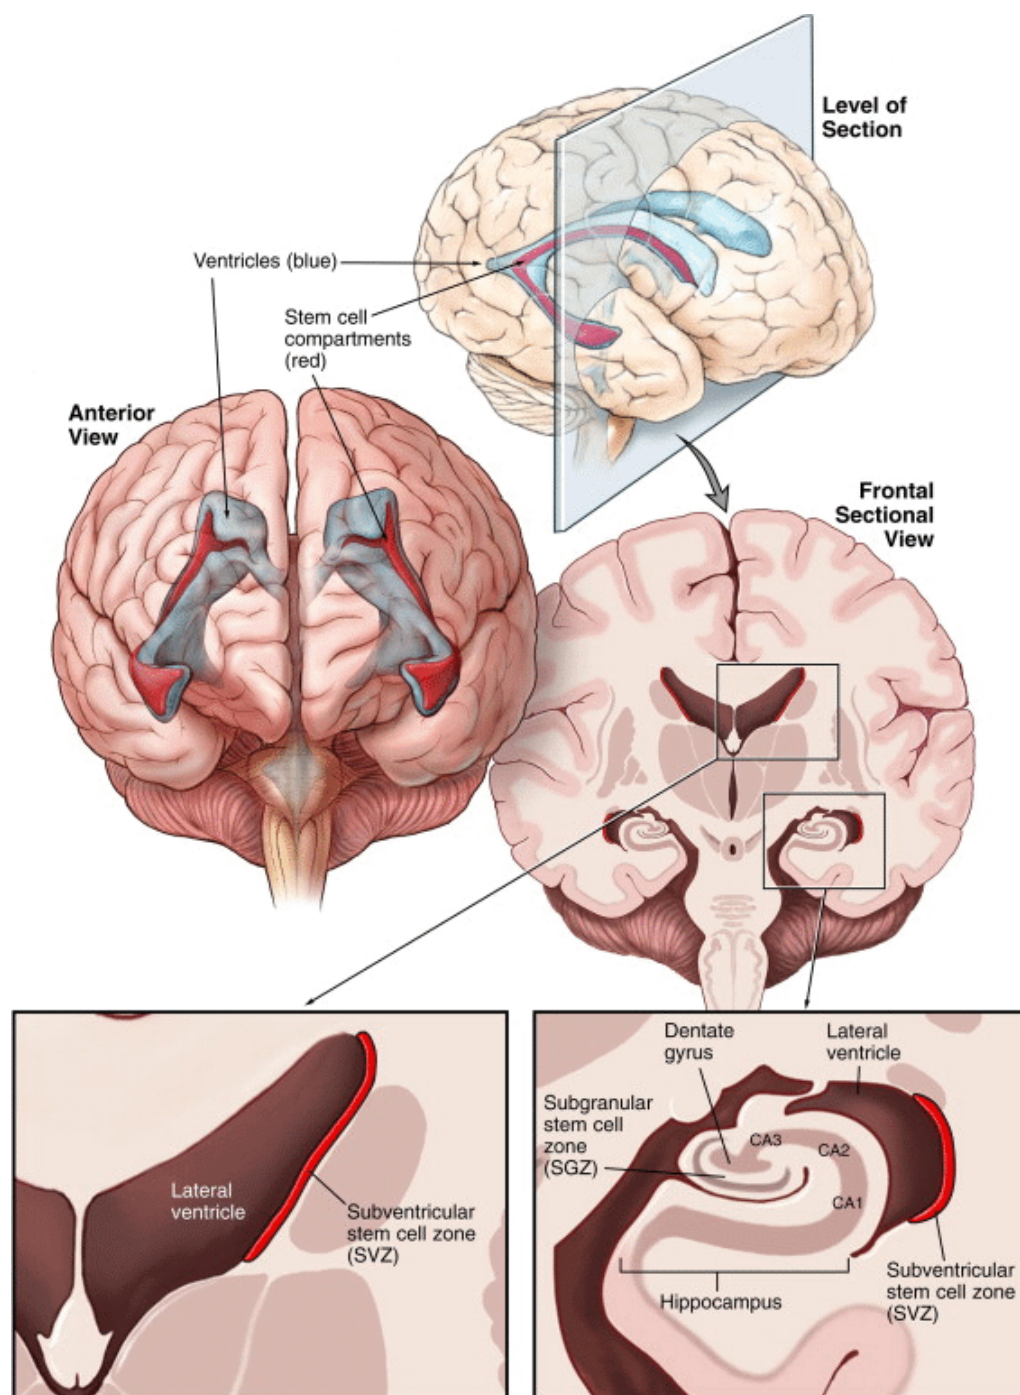 Level of
Section
Ventricles (blue)
Stem cell
compartments
(red)
Anterior
View
Frontal
Sectional
View
Lateral
ventricle
Subventricular
stem cell zone
(SVZ)
Dentate
gyrus
Lateral
ventricle
Subgranular
stem cell
zone
(SGZ)
CA3
CA2
CA1
Hippocampus
Subventricular
stem cell zone
(SVZ)